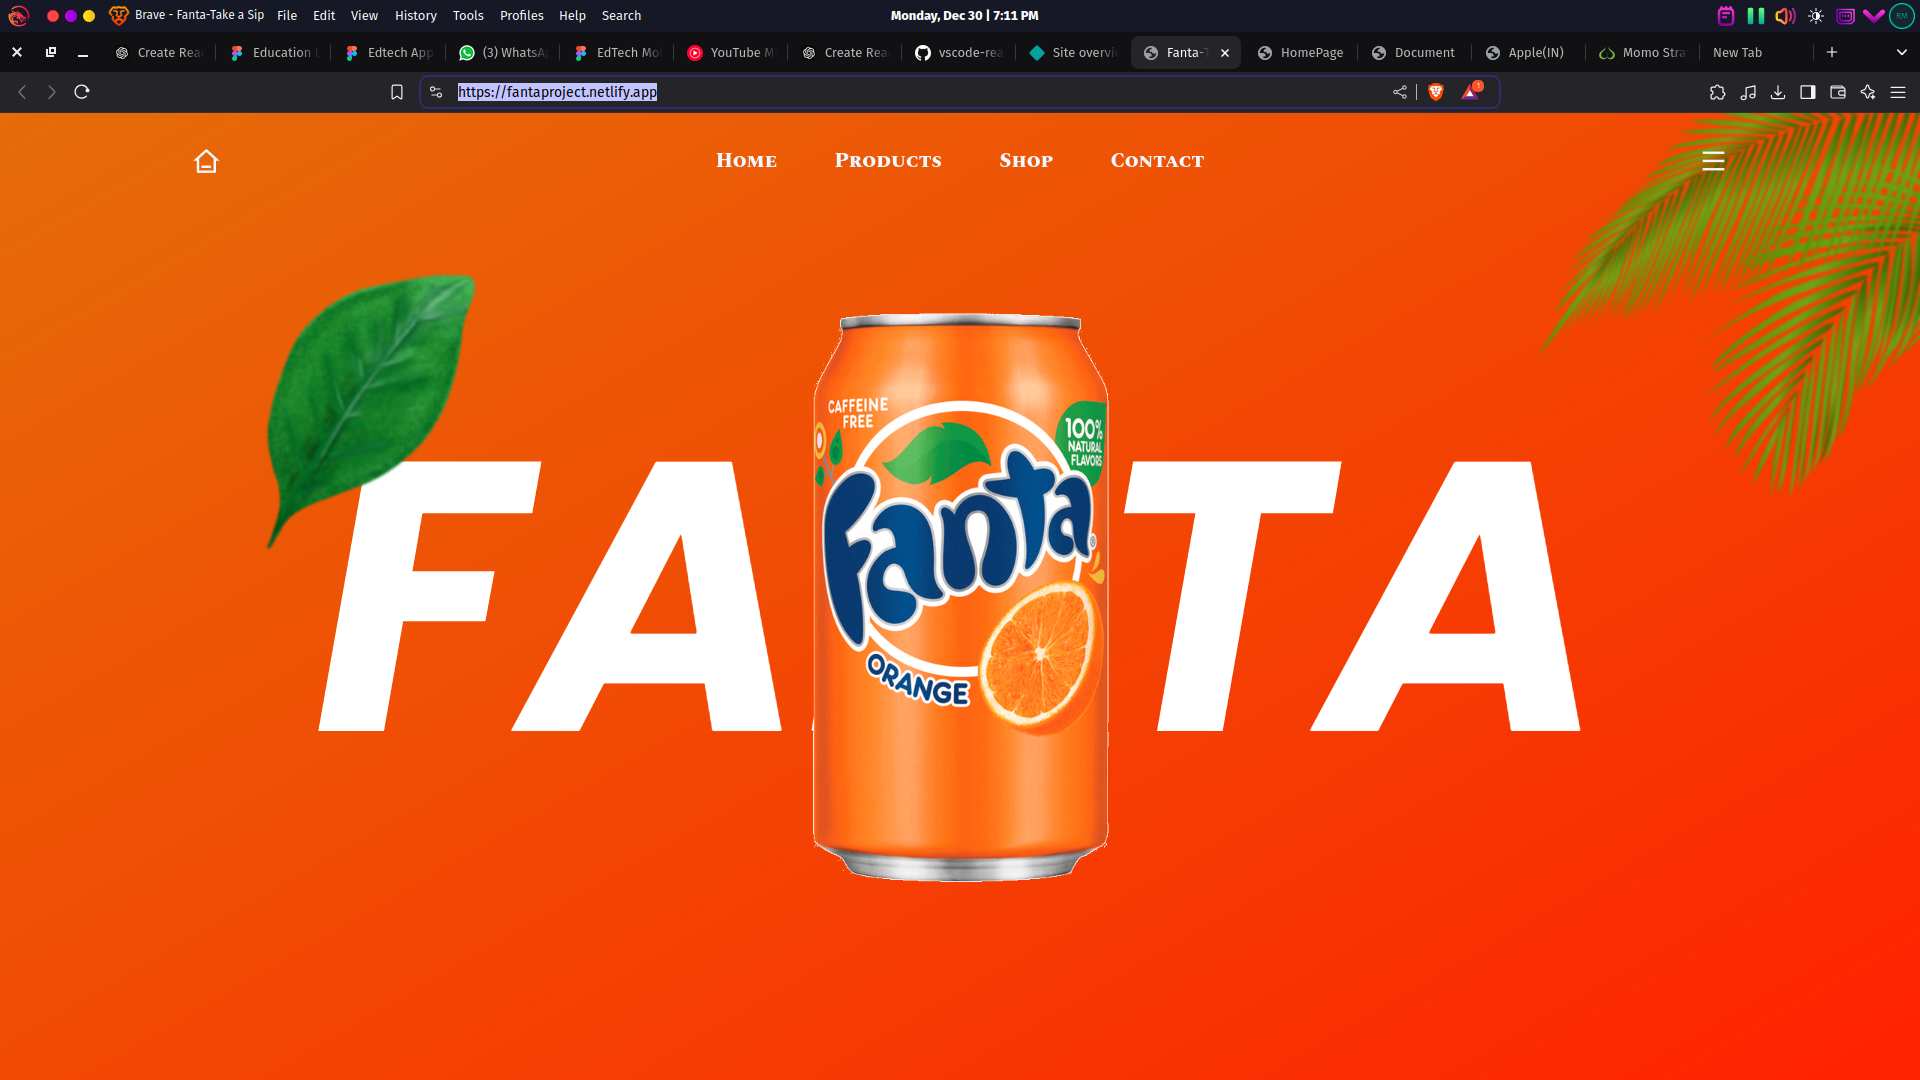 Brave - Fanta-Take a Sip File Edit View History Tools Profiles Help Search Monday, Dec 30 | 7:11 PM RM
Create Rea Education Edtech App (3) WhatsA EdTech Mo YouTube M Create Rea vscode-rea Site overvi Fanta- HomePage Document Apple(IN) Momo Stra New Tab
https://fantaproject.netlify.app 1
Home Products Shop Contact
CAFFEINE
FREE
100%
NATURAL
FLAVORS
FA TA
Fanta
®
ORANGE